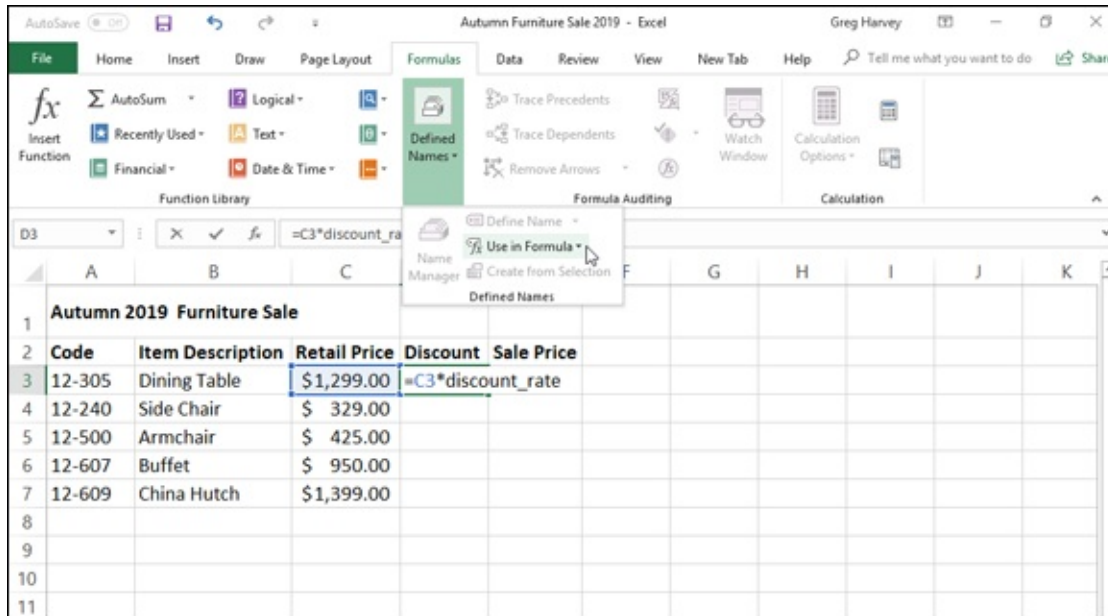 AutoSave Off Autumn Furniture Sale 2019 - Excel Greg Harvey
File Home Insert Draw Page Layout Formulas Data Review View New Tab Help Tell me what you want to do Shar
fx Insert Function
Σ AutoSum
Recently Used
Financial
Logical
Text
Date & Time
Function Library
Defined Names
Trace Precedents
Trace Dependents
Remove Arrows
fx
Watch Window
Formula Auditing
Calculation Options
Calculation
Name Manager
Define Name
Use in Formula
Create from Selection
Defined Names
D3 fx =C3*discount_ra
A B C F G H I J K
1 Autumn 2019 Furniture Sale
2 Code Item Description Retail Price Discount Sale Price
3 12-305 Dining Table $1,299.00 =C3*discount_rate
4 12-240 Side Chair $ 329.00
5 12-500 Armchair $ 425.00
6 12-607 Buffet $ 950.00
7 12-609 China Hutch $1,399.00
8
9
10
11